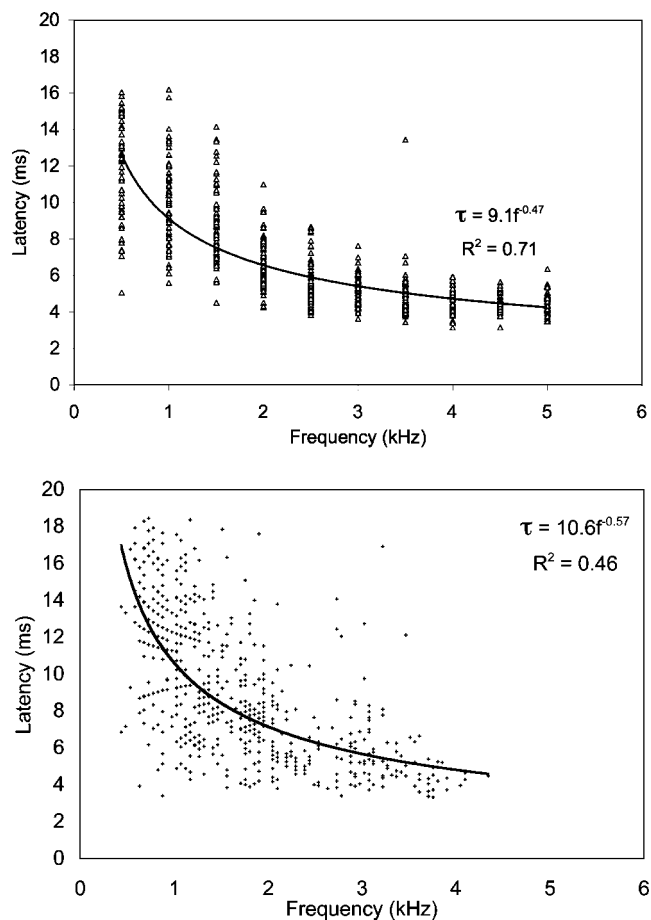 20
18
16
14
12
10
8
6
4
2
0
Latency (ms)
τ = 9.1f^-0.47
R² = 0.71
0 1 2 3 4 5 6
Frequency (kHz)
20
18
16
14
12
10
8
6
4
2
0
Latency (ms)
τ = 10.6f^-0.57
R² = 0.46
0 1 2 3 4 5 6
Frequency (kHz)